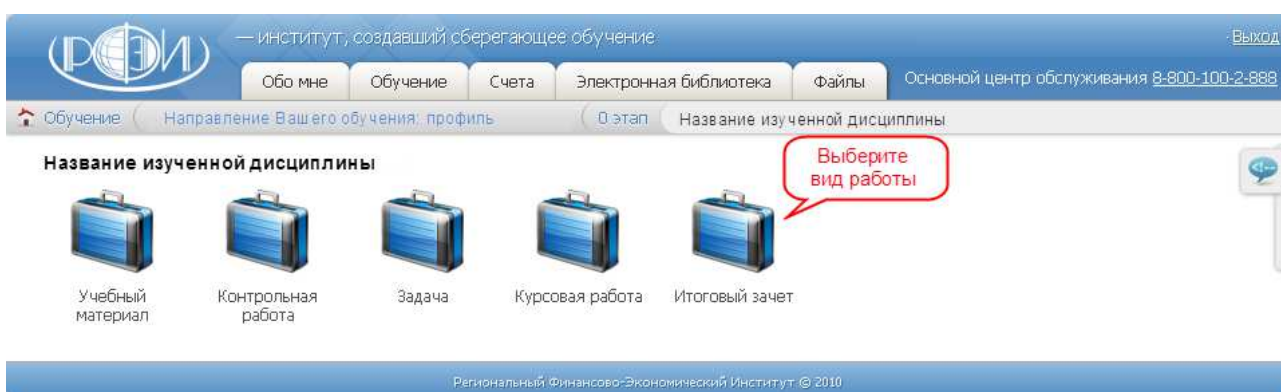 РФЭИ
— институт, создавший сберегающее обучение
Выход
Обо мне Обучение Счета Электронная библиотека Файлы
Основной центр обслуживания 8-800-100-2-888
Обучение Направление Вашего обучения: профиль 0 этап Название изученной дисциплины
Название изученной дисциплины
Выберите
вид работы
Учебный
материал
Контрольная
работа
Задача
Курсовая работа
Итоговый зачет
Региональный Финансово-Экономический Институт © 2010